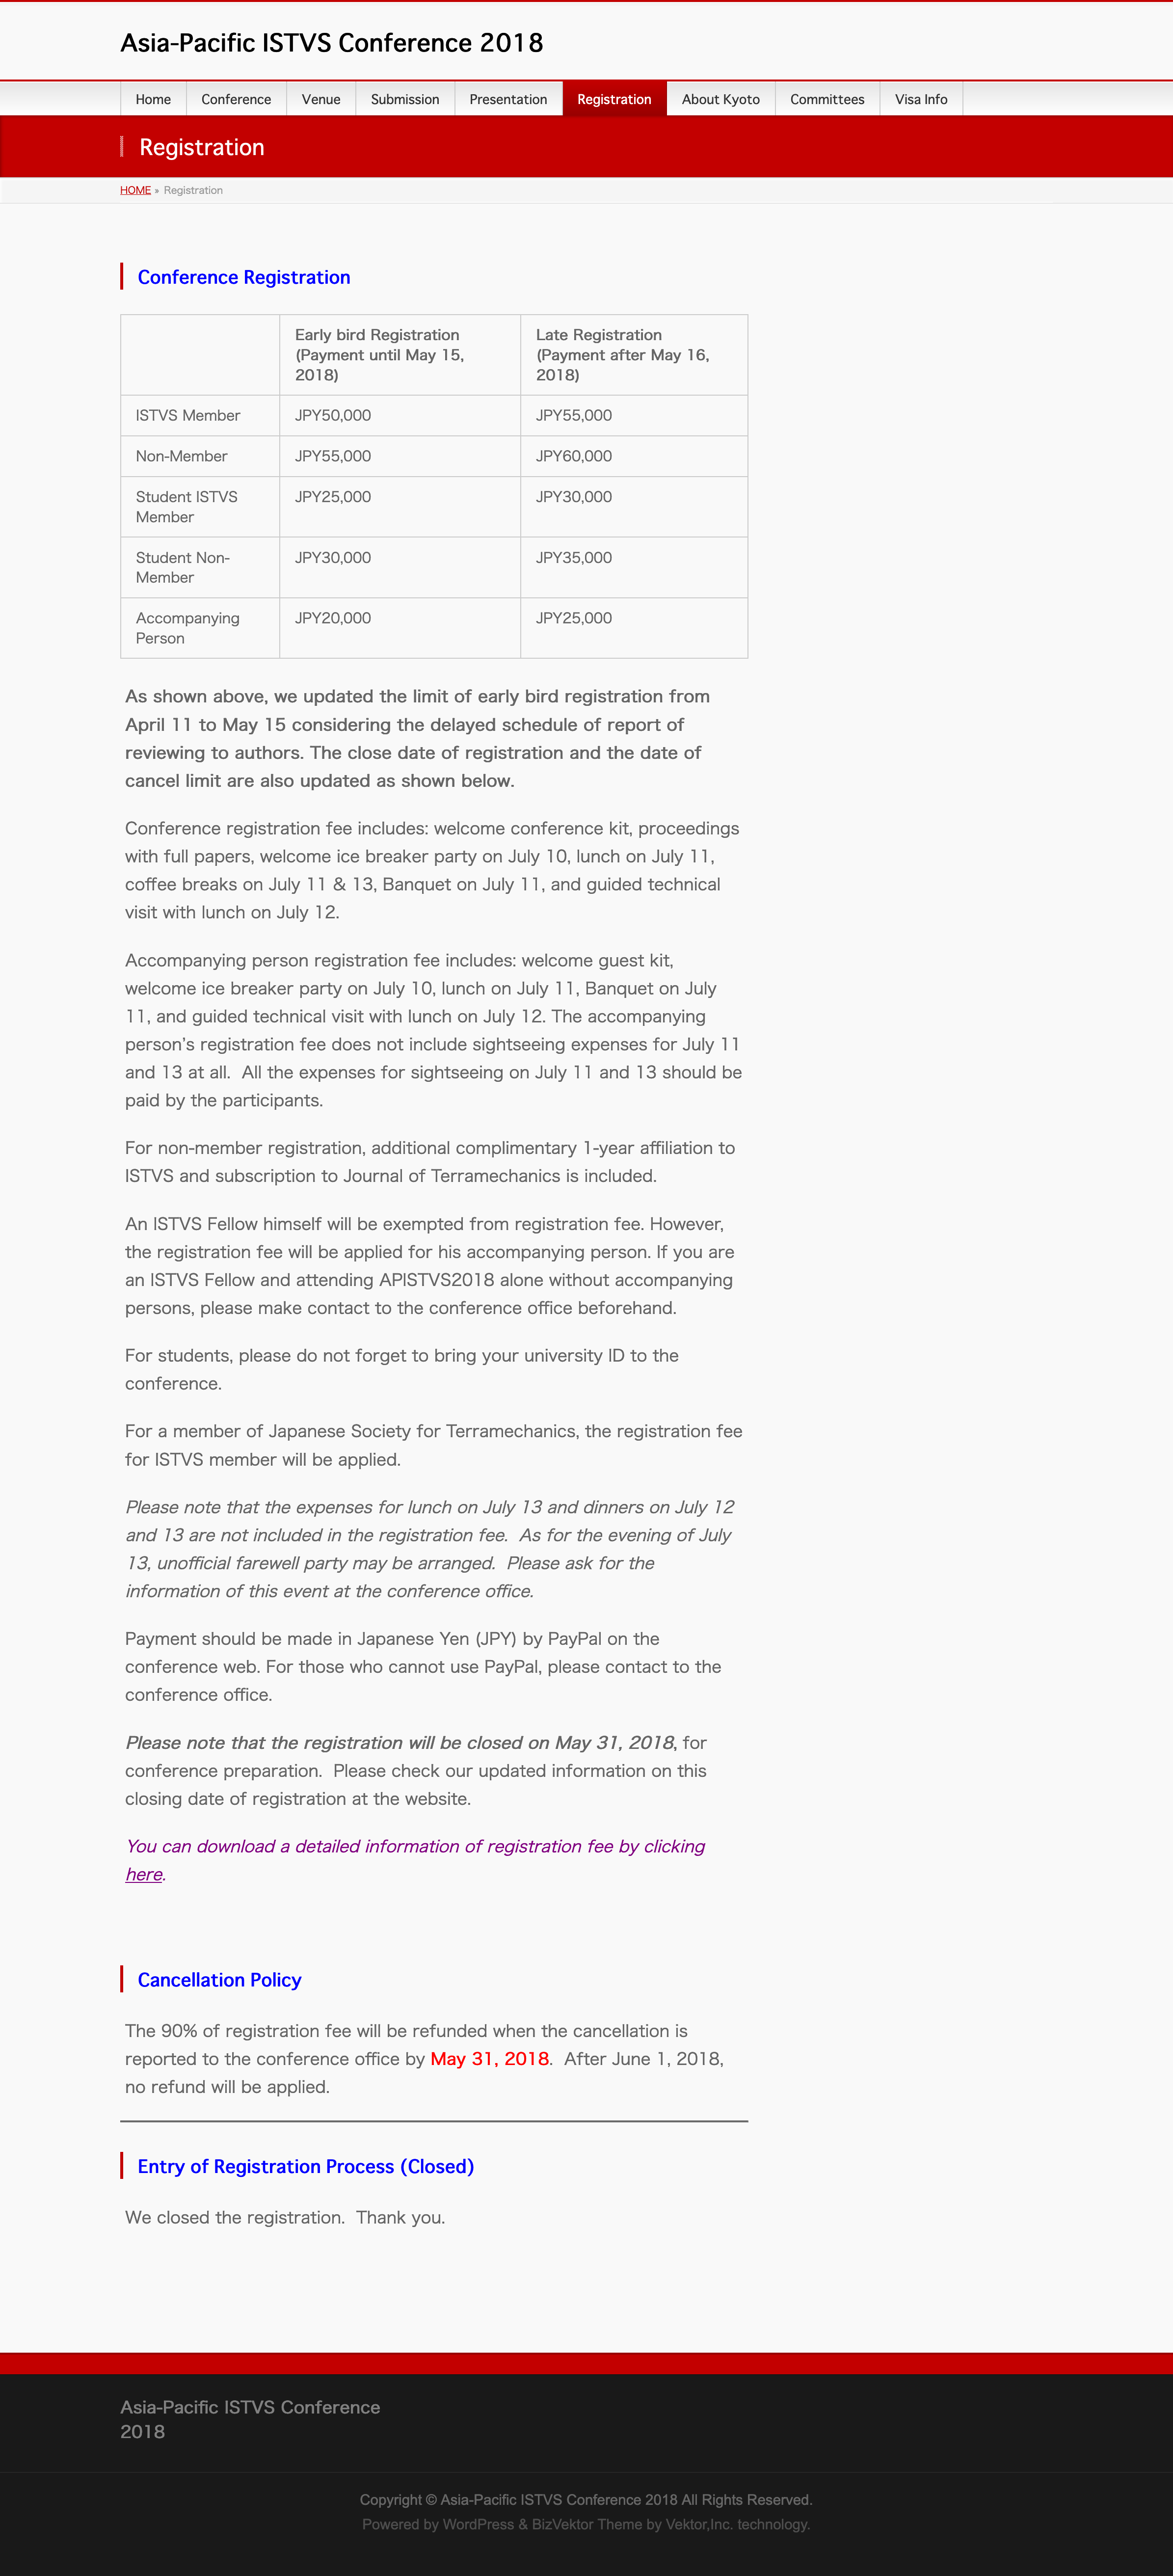 Asia-Pacific ISTVS Conference 2018
Home
Conference
Venue
Submission
Presentation
Registration
About Kyoto
Committees
Visa Info
Registration
HOME » Registration
Conference Registration
Early bird Registration
(Payment until May 15,
2018)
Late Registration
(Payment after May 16,
2018)
ISTVS Member
JPY50,000
JPY55,000
Non-Member
JPY55,000
JPY60,000
Student ISTVS
Member
JPY25,000
JPY30,000
Student Non-
Member
JPY30,000
JPY35,000
Accompanying
Person
JPY20,000
JPY25,000
As shown above, we updated the limit of early bird registration from
April 11 to May 15 considering the delayed schedule of report of
reviewing to authors. The close date of registration and the date of
cancel limit are also updated as shown below.
Conference registration fee includes: welcome conference kit, proceedings
with full papers, welcome ice breaker party on July 10, lunch on July 11,
coffee breaks on July 11 & 13, Banquet on July 11, and guided technical
visit with lunch on July 12.
Accompanying person registration fee includes: welcome guest kit,
welcome ice breaker party on July 10, lunch on July 11, Banquet on July
11, and guided technical visit with lunch on July 12. The accompanying
person’s registration fee does not include sightseeing expenses for July 11
and 13 at all.  All the expenses for sightseeing on July 11 and 13 should be
paid by the participants.
For non-member registration, additional complimentary 1-year affiliation to
ISTVS and subscription to Journal of Terramechanics is included.
An ISTVS Fellow himself will be exempted from registration fee. However,
the registration fee will be applied for his accompanying person. If you are
an ISTVS Fellow and attending APISTVS2018 alone without accompanying
persons, please make contact to the conference office beforehand.
For students, please do not forget to bring your university ID to the
conference.
For a member of Japanese Society for Terramechanics, the registration fee
for ISTVS member will be applied.
Please note that the expenses for lunch on July 13 and dinners on July 12
and 13 are not included in the registration fee.  As for the evening of July
13, unofficial farewell party may be arranged.  Please ask for the
information of this event at the conference office.
Payment should be made in Japanese Yen (JPY) by PayPal on the
conference web. For those who cannot use PayPal, please contact to the
conference office.
Please note that the registration will be closed on May 31, 2018, for
conference preparation.  Please check our updated information on this
closing date of registration at the website.
You can download a detailed information of registration fee by clicking
here.
Cancellation Policy
The 90% of registration fee will be refunded when the cancellation is
reported to the conference office by May 31, 2018.  After June 1, 2018,
no refund will be applied.
Entry of Registration Process (Closed)
We closed the registration.  Thank you.
Asia-Pacific ISTVS Conference
2018
Copyright © Asia-Pacific ISTVS Conference 2018 All Rights Reserved.
Powered by WordPress & BizVektor Theme by Vektor,Inc. technology.